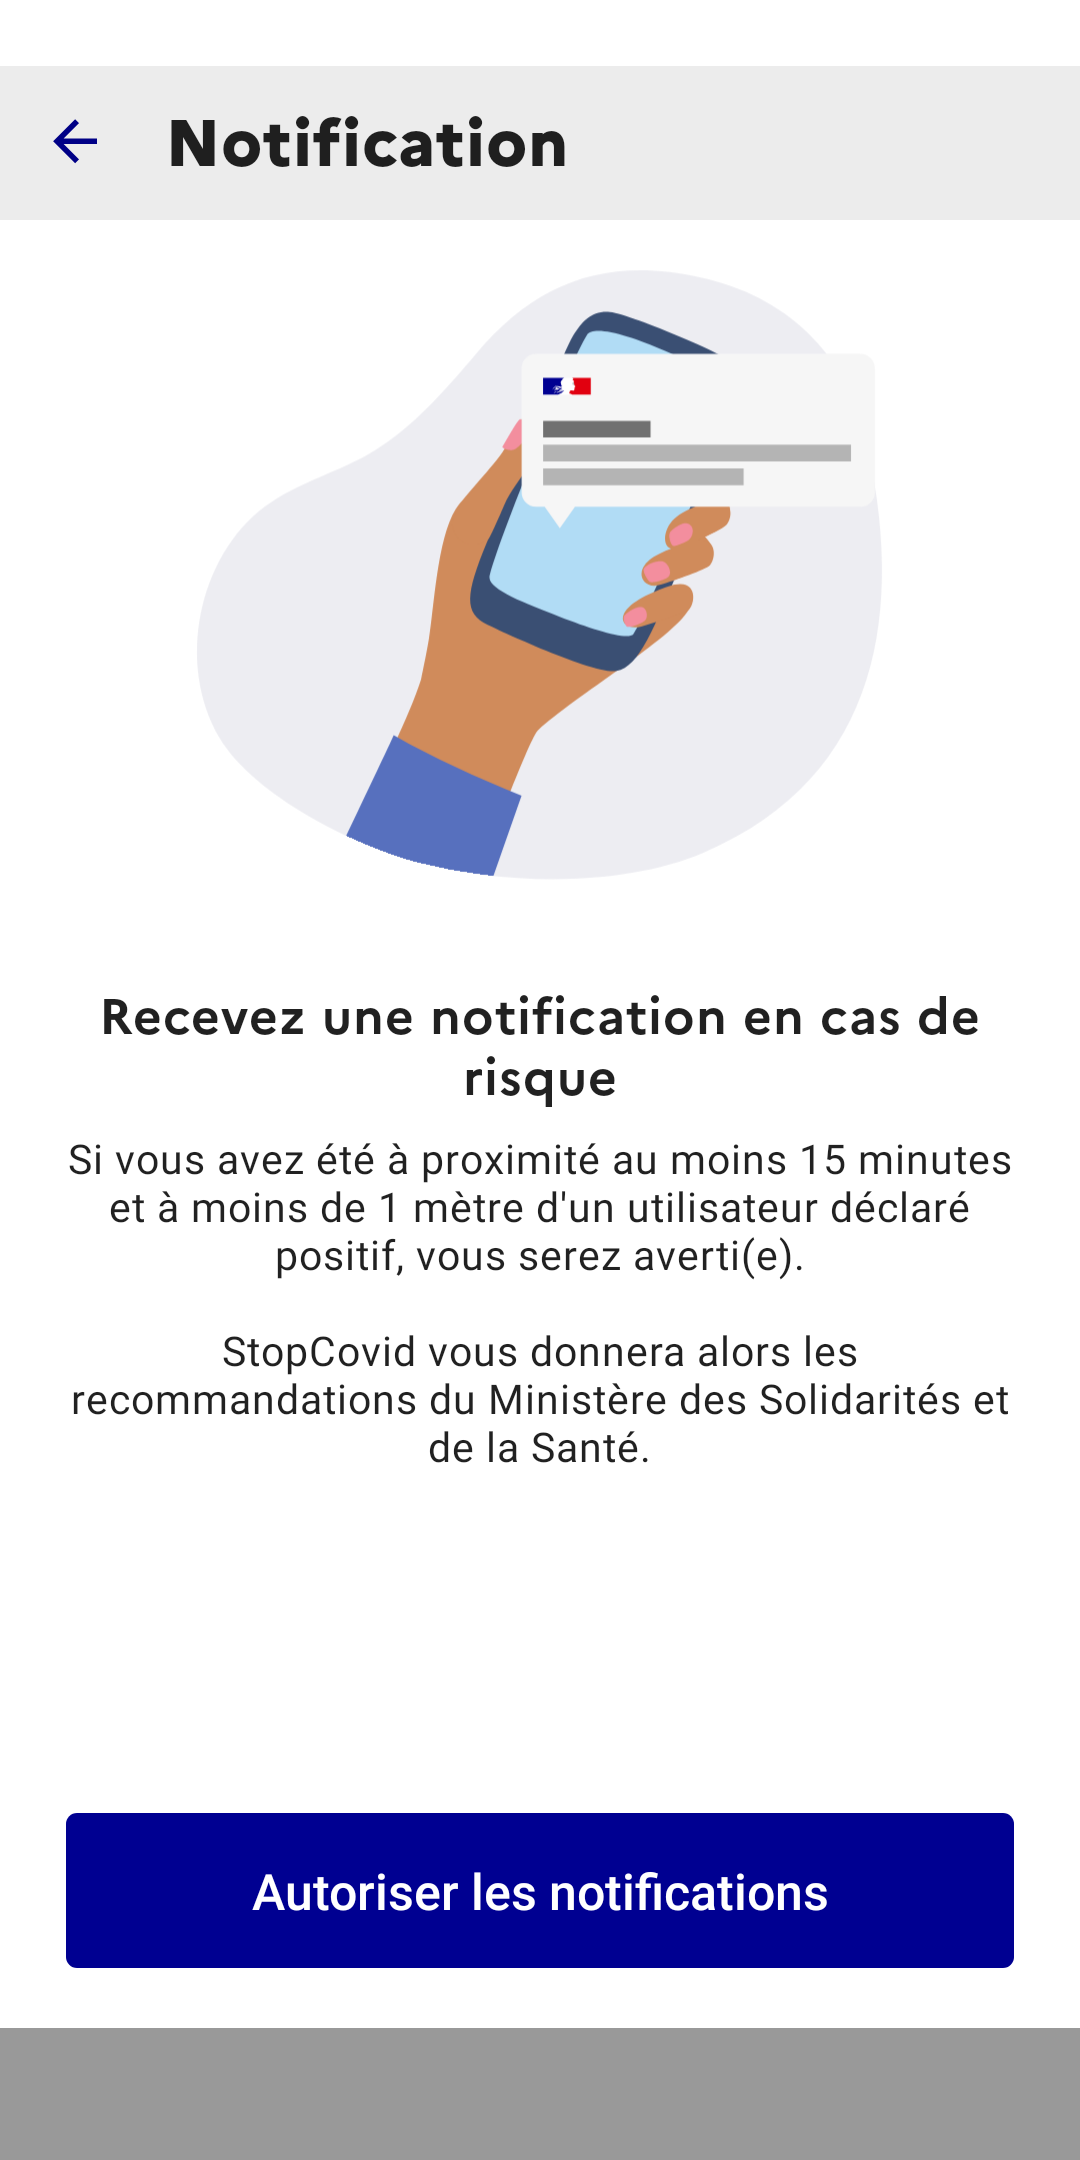 Notification
Recevez une notification en cas de
risque
Si vous avez été à proximité au moins 15 minutes
et à moins de 1 mètre d'un utilisateur déclaré
positif, vous serez averti(e).
StopCovid vous donnera alors les
recommandations du Ministère des Solidarités et
de la Santé.
Autoriser les notifications